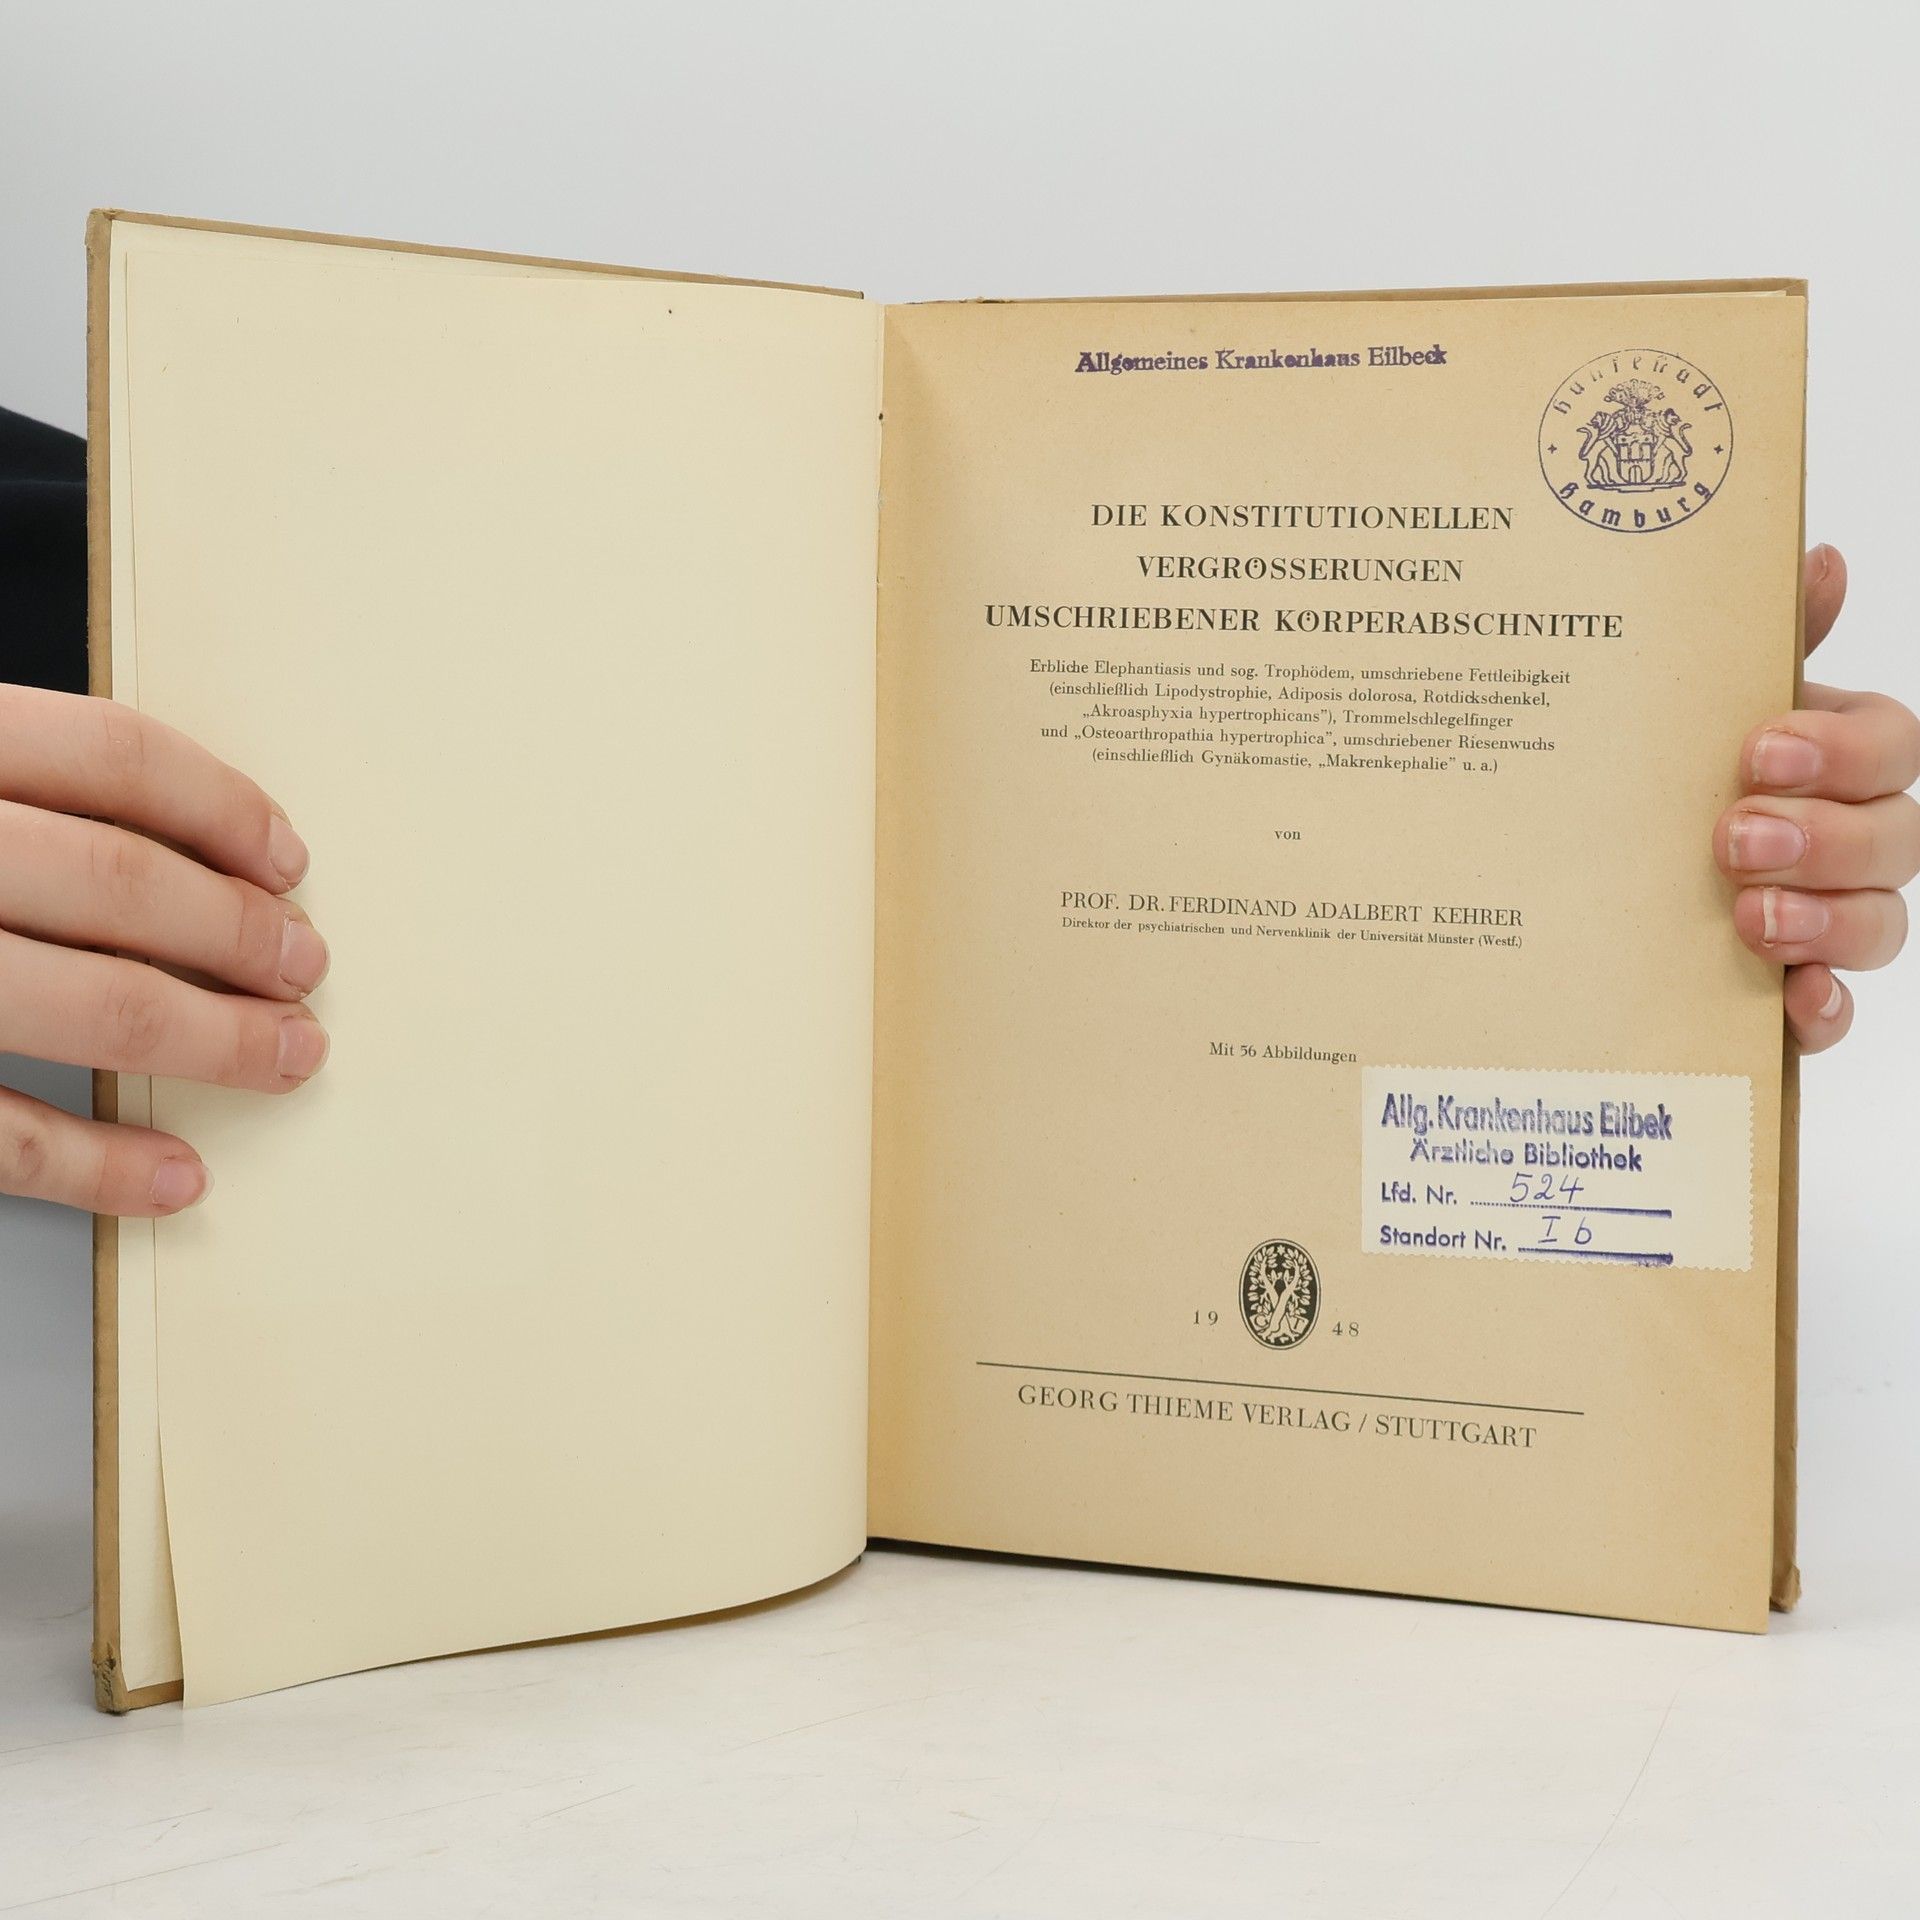 Allgemeines Krankenhaus Eilbeck
Hansestadt
Hamburg
DIE KONSTITUTIONELLEN
VERGRÖSSERUNGEN
UMSCHRIEBENER KÖRPERABSCHNITTE
Erbliche Elephantiasis und sog. Trophödem, umschriebene Fettleibigkeit
(einschließlich Lipodystrophie, Adiposis dolorosa, Rotdickschenkel,
„Akroasphyxia hypertrophicans”), Trommelschlegelfinger
und „Osteoarthropathia hypertrophica”, umschriebener Riesenwuchs
(einschließlich Gynäkomastie, „Makrenkephalie” u. a.)
von
PROF. DR. FERDINAND ADALBERT KEHRER
Direktor der psychiatrischen und Nervenklinik der Universität Münster (Westf.)
Mit 56 Abbildungen
Allg. Krankenhaus Eilbek
Ärztliche Bibliothek
Lfd. Nr. 524
Standort Nr. I b
19 48
G T
GEORG THIEME VERLAG / STUTTGART